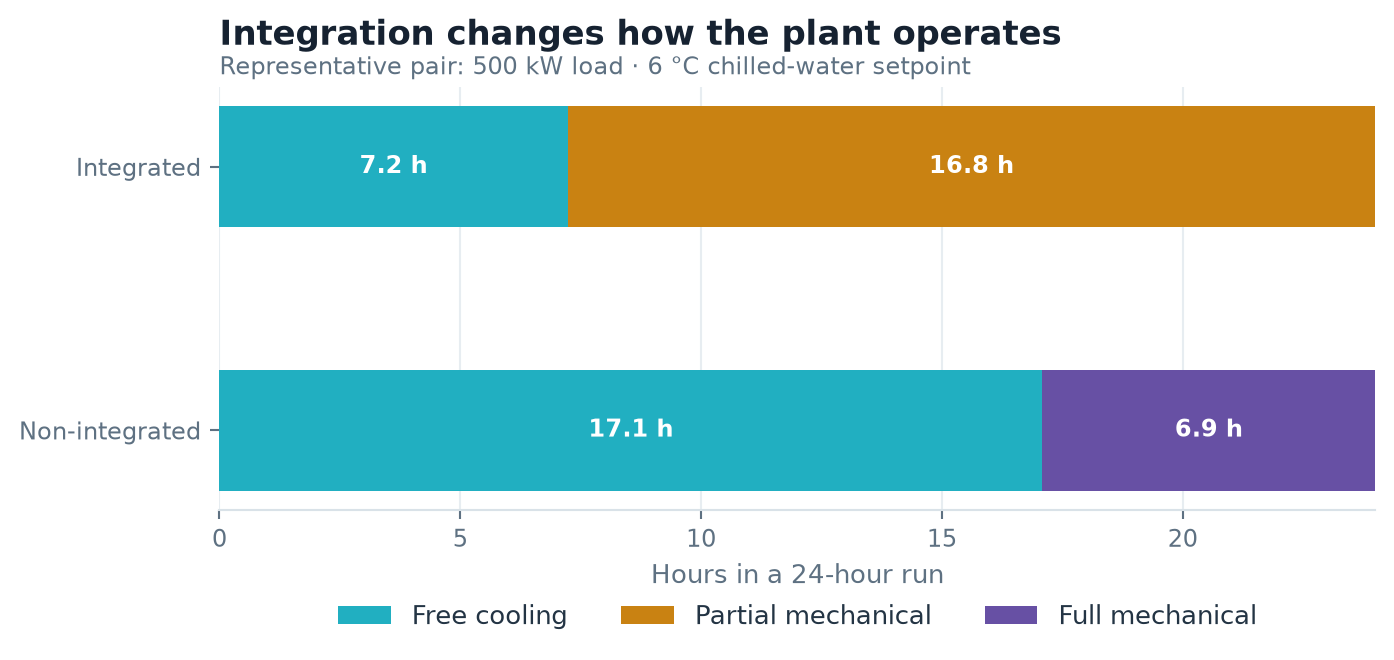 Integration changes how the plant operates
Representative pair: 500 kW load · 6 °C chilled-water setpoint
Integrated
7.2 h
16.8 h
Non-integrated
17.1 h
6.9 h
0 5 10 15 20
Hours in a 24-hour run
Free cooling Partial mechanical Full mechanical